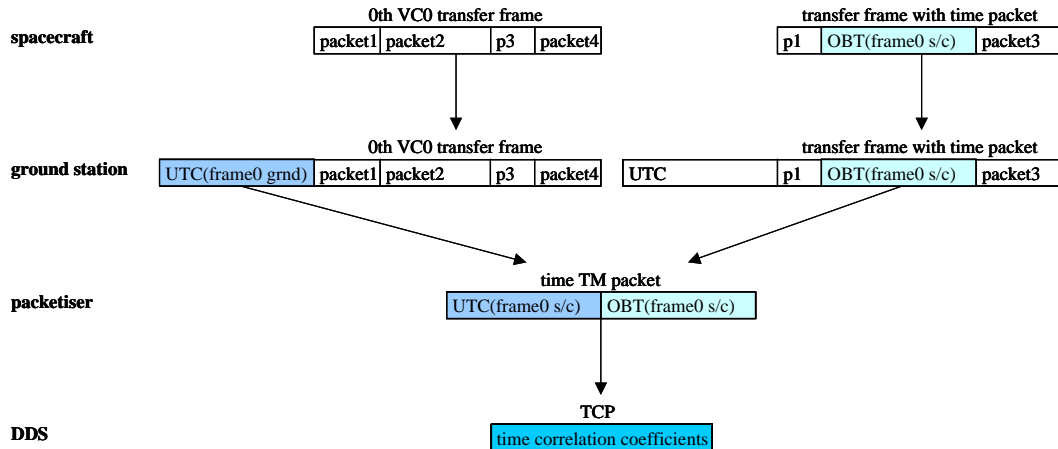 0th VC0 transfer frame
transfer frame with time packet
spacecraft
packet1 packet2 p3 packet4
p1 OBT(frame0 s/c) packet3
0th VC0 transfer frame
transfer frame with time packet
ground station
UTC(frame0 grnd) packet1 packet2 p3 packet4
UTC p1 OBT(frame0 s/c) packet3
time TM packet
packetiser
UTC(frame0 s/c) OBT(frame0 s/c)
TCP
DDS
time correlation coefficients